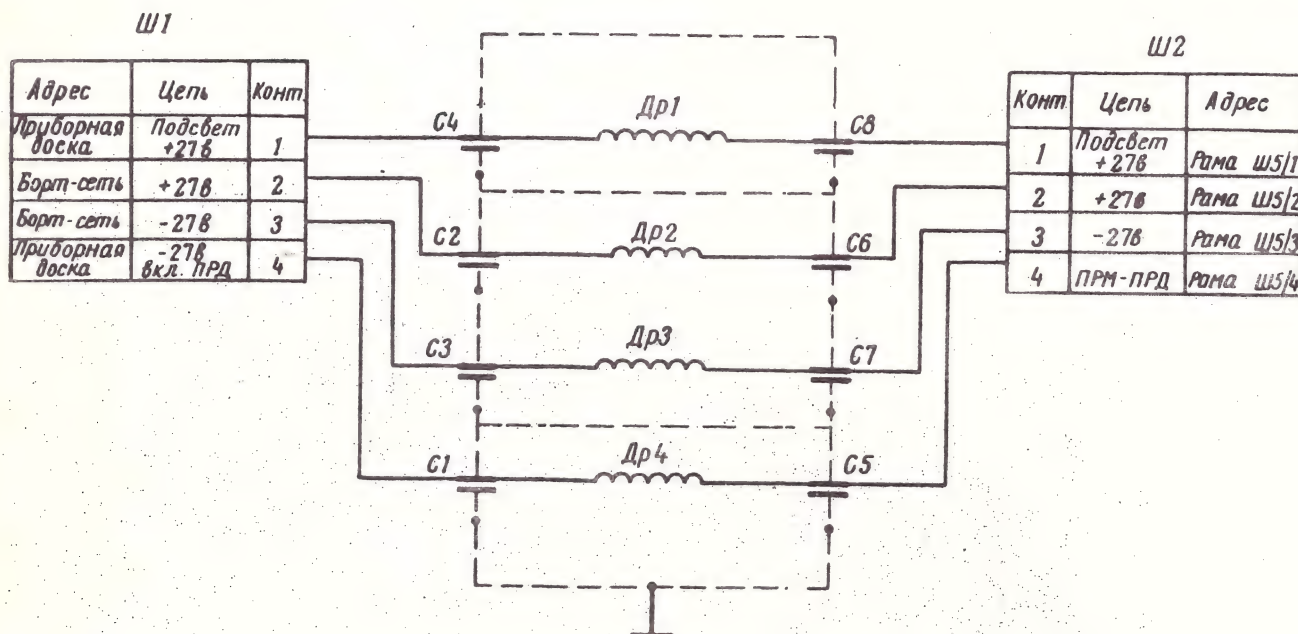 Ш1
Адрес Цепь Конт.
Приборная доска Подсвет +27в 1
Борт-сеть +27в 2
Борт-сеть -27в 3
Приборная доска -27в вкл. ПРД 4
С4 Др1 С8
С2 Др2 С6
С3 Др3 С7
С1 Др4 С5
Ш2
Конт. Цепь Адрес
1 Подсвет +27в Рама Ш5/1
2 +27в Рама Ш5/2
3 -27в Рама Ш5/3
4 ПРМ-ПРД Рама Ш5/4